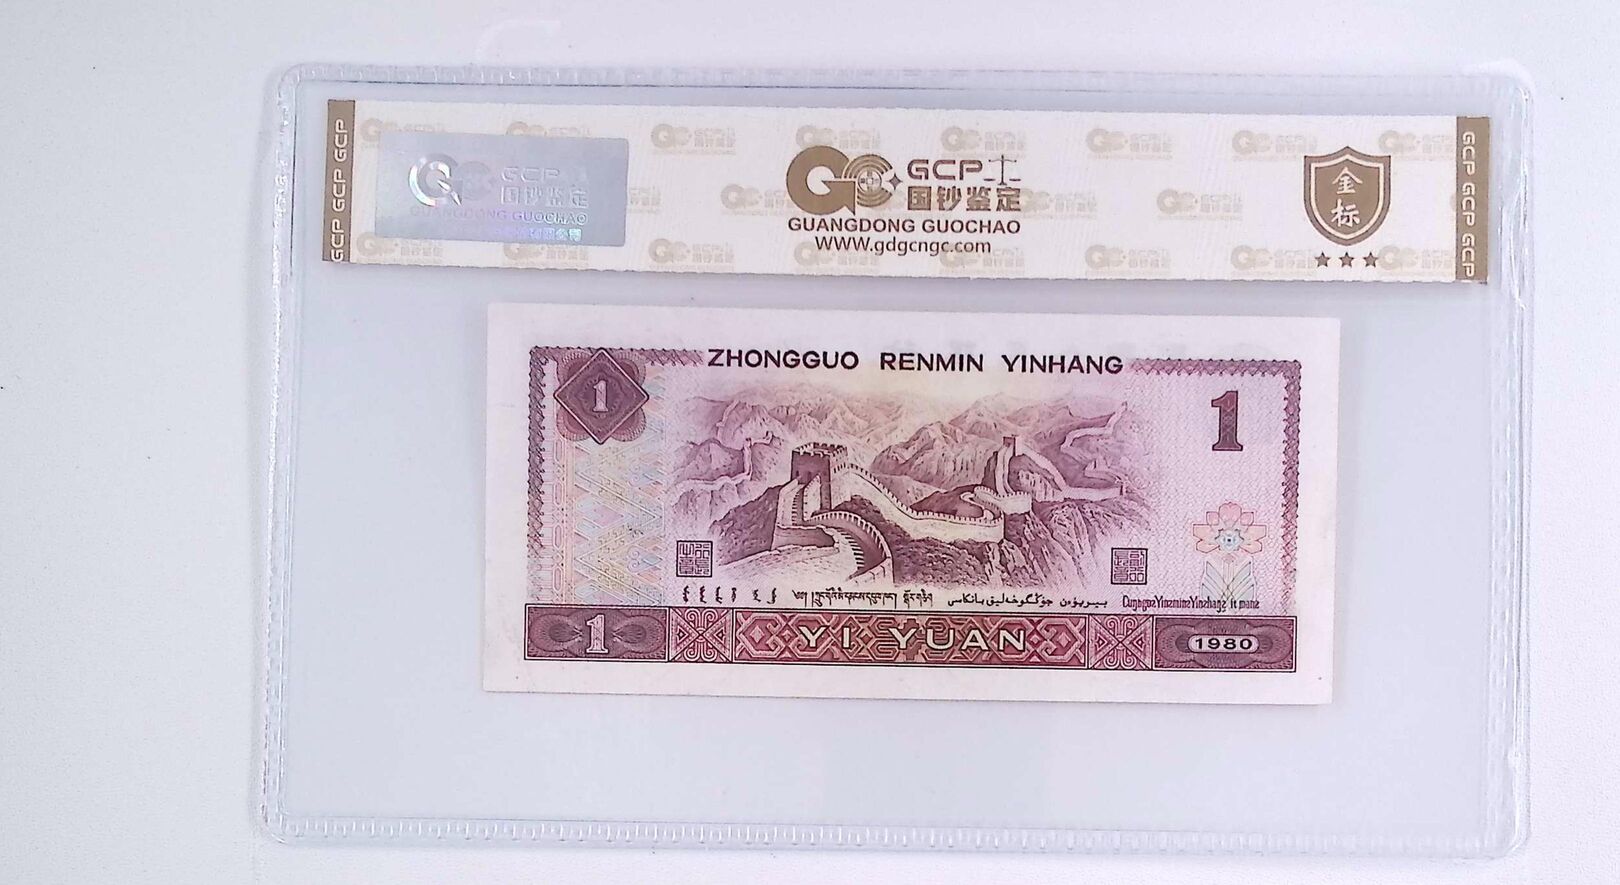 GCP GCP GCP
GCP
国钞鉴定
GUANGDONG GUOCHAO
GCP
国钞鉴定
GUANGDONG GUOCHAO
WWW.gdgcngc.com
金
标
GCP GCP GCP
ZHONGGUO RENMIN YINHANG
1
1
1
YI YUAN
1980